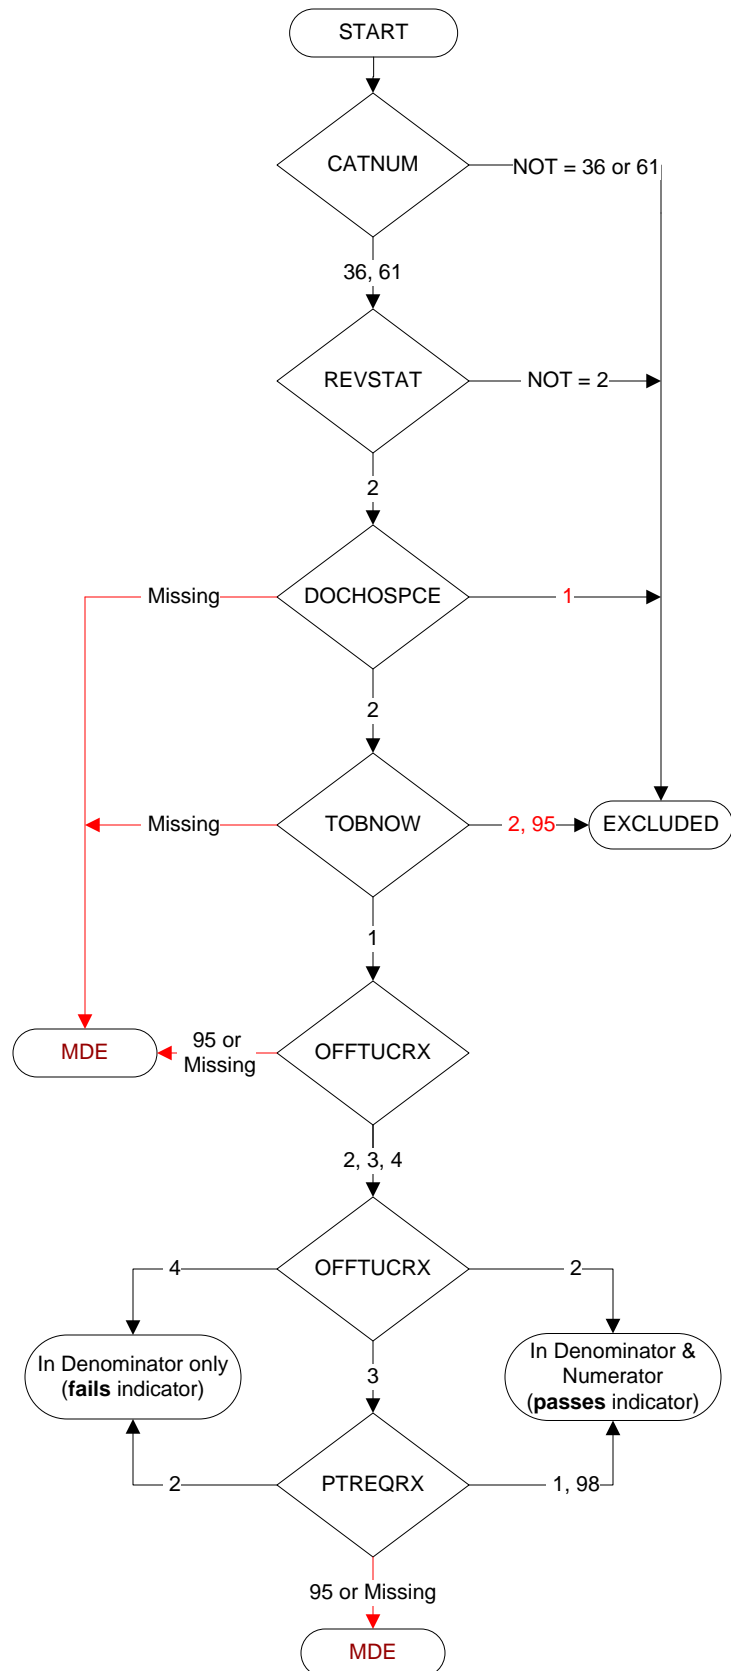 START
CATNUM
NOT = 36 or 61
36, 61
REVSTAT
NOT = 2
2
Missing
DOCHOSPCE
1
2
Missing
TOBNOW
2, 95
EXCLUDED
1
MDE
95 or
Missing
OFFTUCRX
2, 3, 4
4
OFFTUCRX
2
In Denominator only
(fails indicator)
3
In Denominator &
Numerator
(passes indicator)
2
PTREQRX
1, 98
95 or Missing
MDE